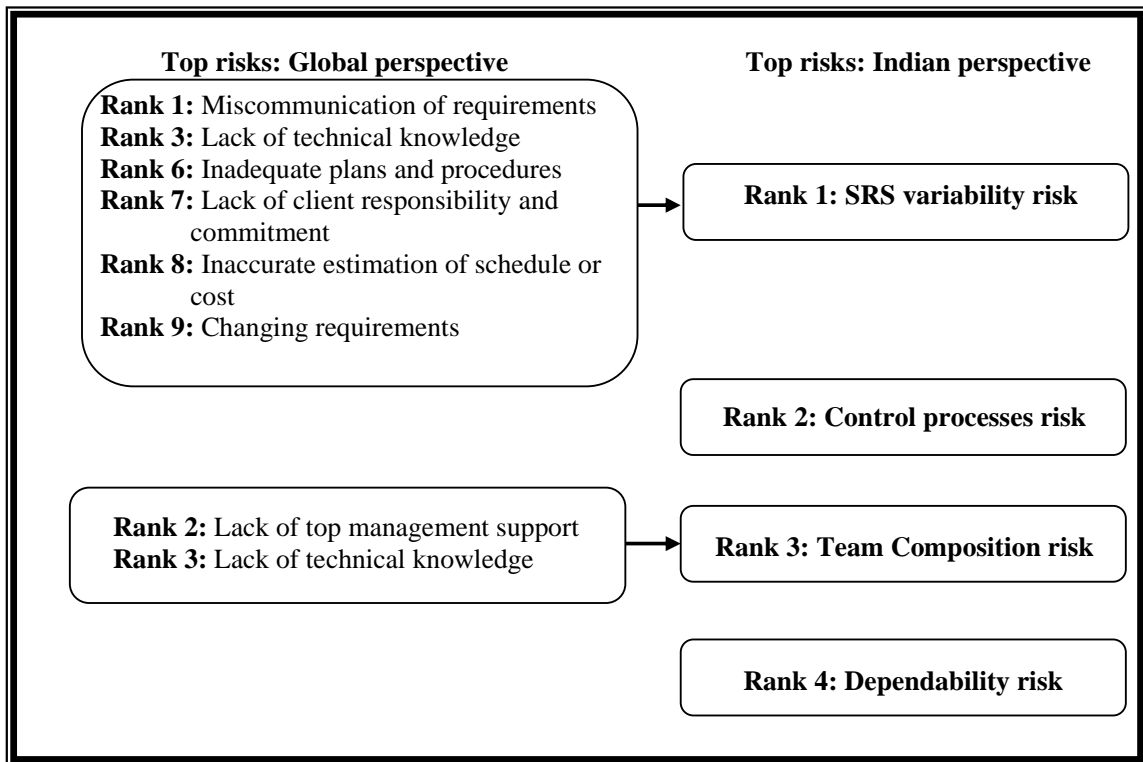 Top risks: Global perspective
Rank 1: Miscommunication of requirements
Rank 3: Lack of technical knowledge
Rank 6: Inadequate plans and procedures
Rank 7: Lack of client responsibility and
commitment
Rank 8: Inaccurate estimation of schedule or
cost
Rank 9: Changing requirements
Rank 2: Lack of top management support
Rank 3: Lack of technical knowledge
Top risks: Indian perspective
Rank 1: SRS variability risk
Rank 2: Control processes risk
Rank 3: Team Composition risk
Rank 4: Dependability risk